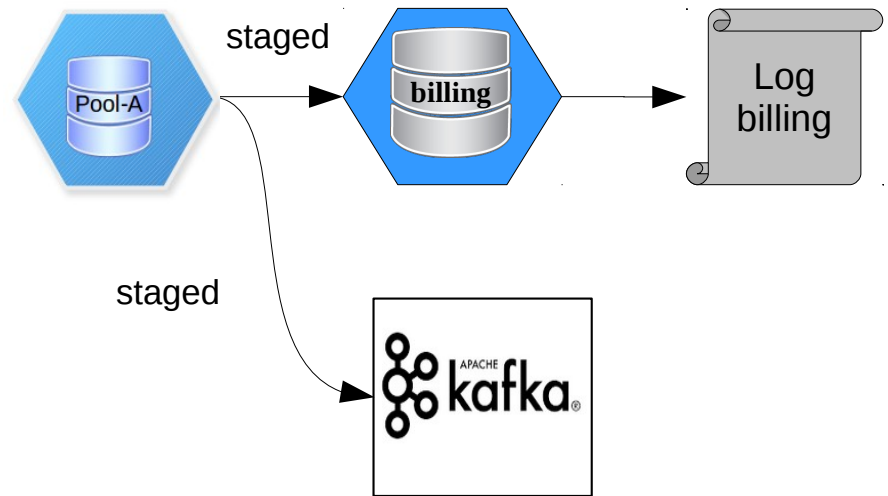 staged
Pool-A
billing
Log
billing
staged
APACHE
kafka®